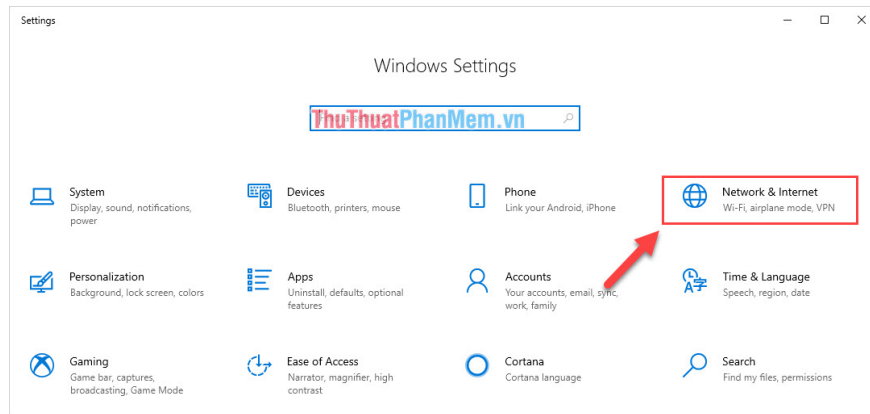 Settings
Windows Settings
ThuThuatPhanMem.vn
System
Display, sound, notifications,
power
Devices
Bluetooth, printers, mouse
Phone
Link your Android, iPhone
Network & Internet
Wi-Fi, airplane mode, VPN
Personalization
Background, lock screen, colors
Apps
Uninstall, defaults, optional
features
Accounts
Your accounts, email, sync,
work, family
Time & Language
Speech, region, date
Gaming
Game bar, captures,
broadcasting, Game Mode
Ease of Access
Narrator, magnifier, high
contrast
Cortana
Cortana language
Search
Find my files, permissions